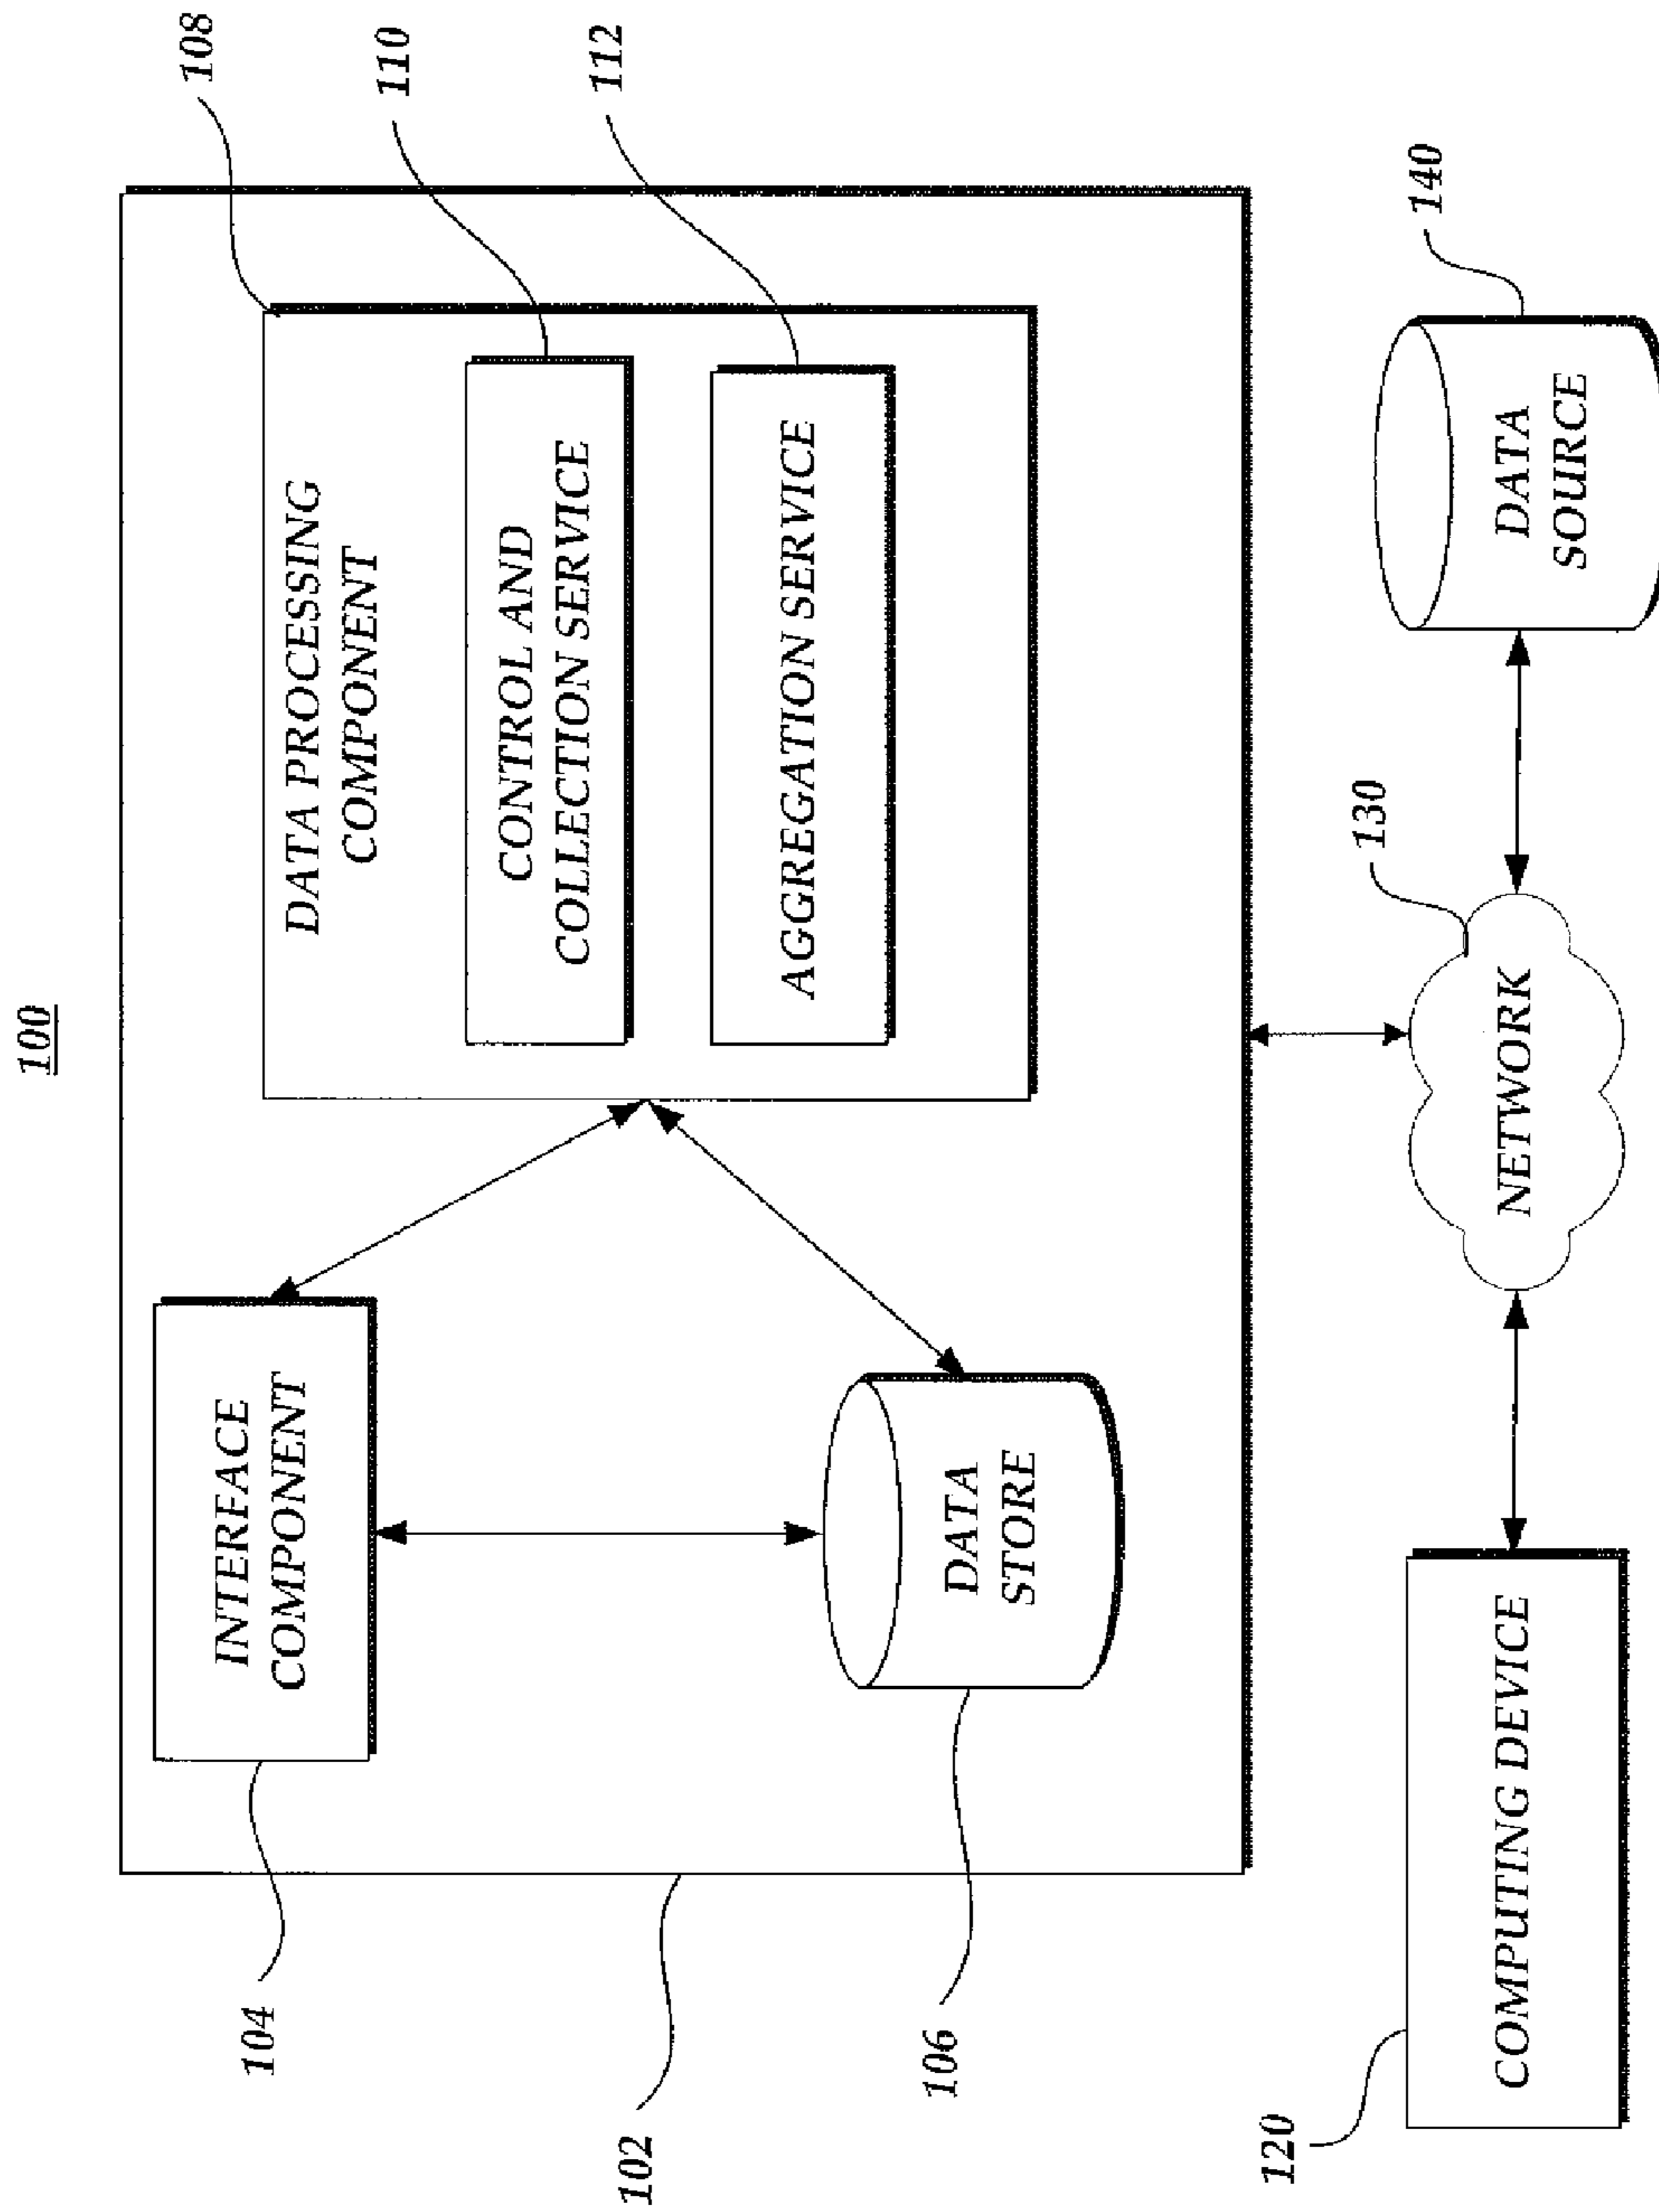 100
108
110
112
DATA PROCESSING
COMPONENT
CONTROL AND
COLLECTION SERVICE
AGGREGATION SERVICE
INTERFACE
COMPONENT
104
DATA
STORE
106
102
120
COMPUTING DEVICE
NETWORK
130
DATA
SOURCE
140